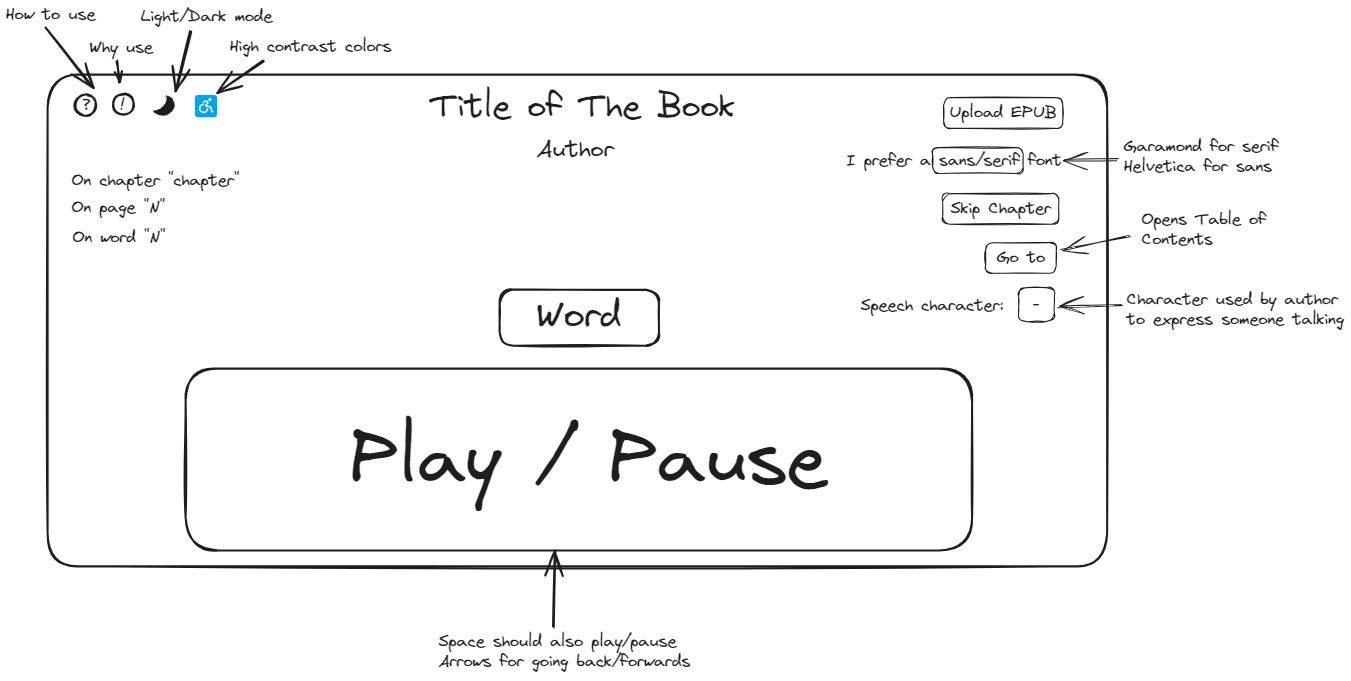 How to use
Light/Dark mode
Why use
High contrast colors
?
!
Title of The Book
Author
Upload EPUB
I prefer a sans/serif font
Garamond for serif
Helvetica for sans
On chapter "chapter"
On page "N"
On word "N"
Skip Chapter
Opens Table of
Contents
Go to
Speech character:
-
Character used by author
to express someone talking
Word
Play / Pause
Space should also play/pause
Arrows for going back/forwards